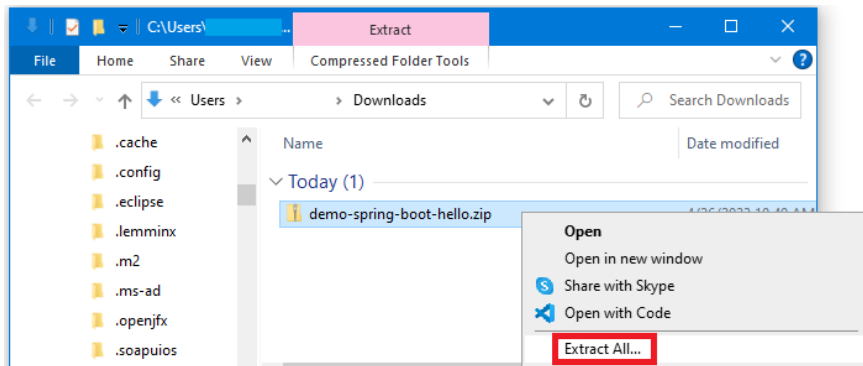 C:\Users\ ... Extract
File Home Share View Compressed Folder Tools ?
« Users > > Downloads Search Downloads
.cache
.config
.eclipse
.lemminx
.m2
.ms-ad
.openjfx
.soapuios
Name Date modified
Today (1)
demo-spring-boot-hello.zip
Open
Open in new window
Share with Skype
Open with Code
Extract All...